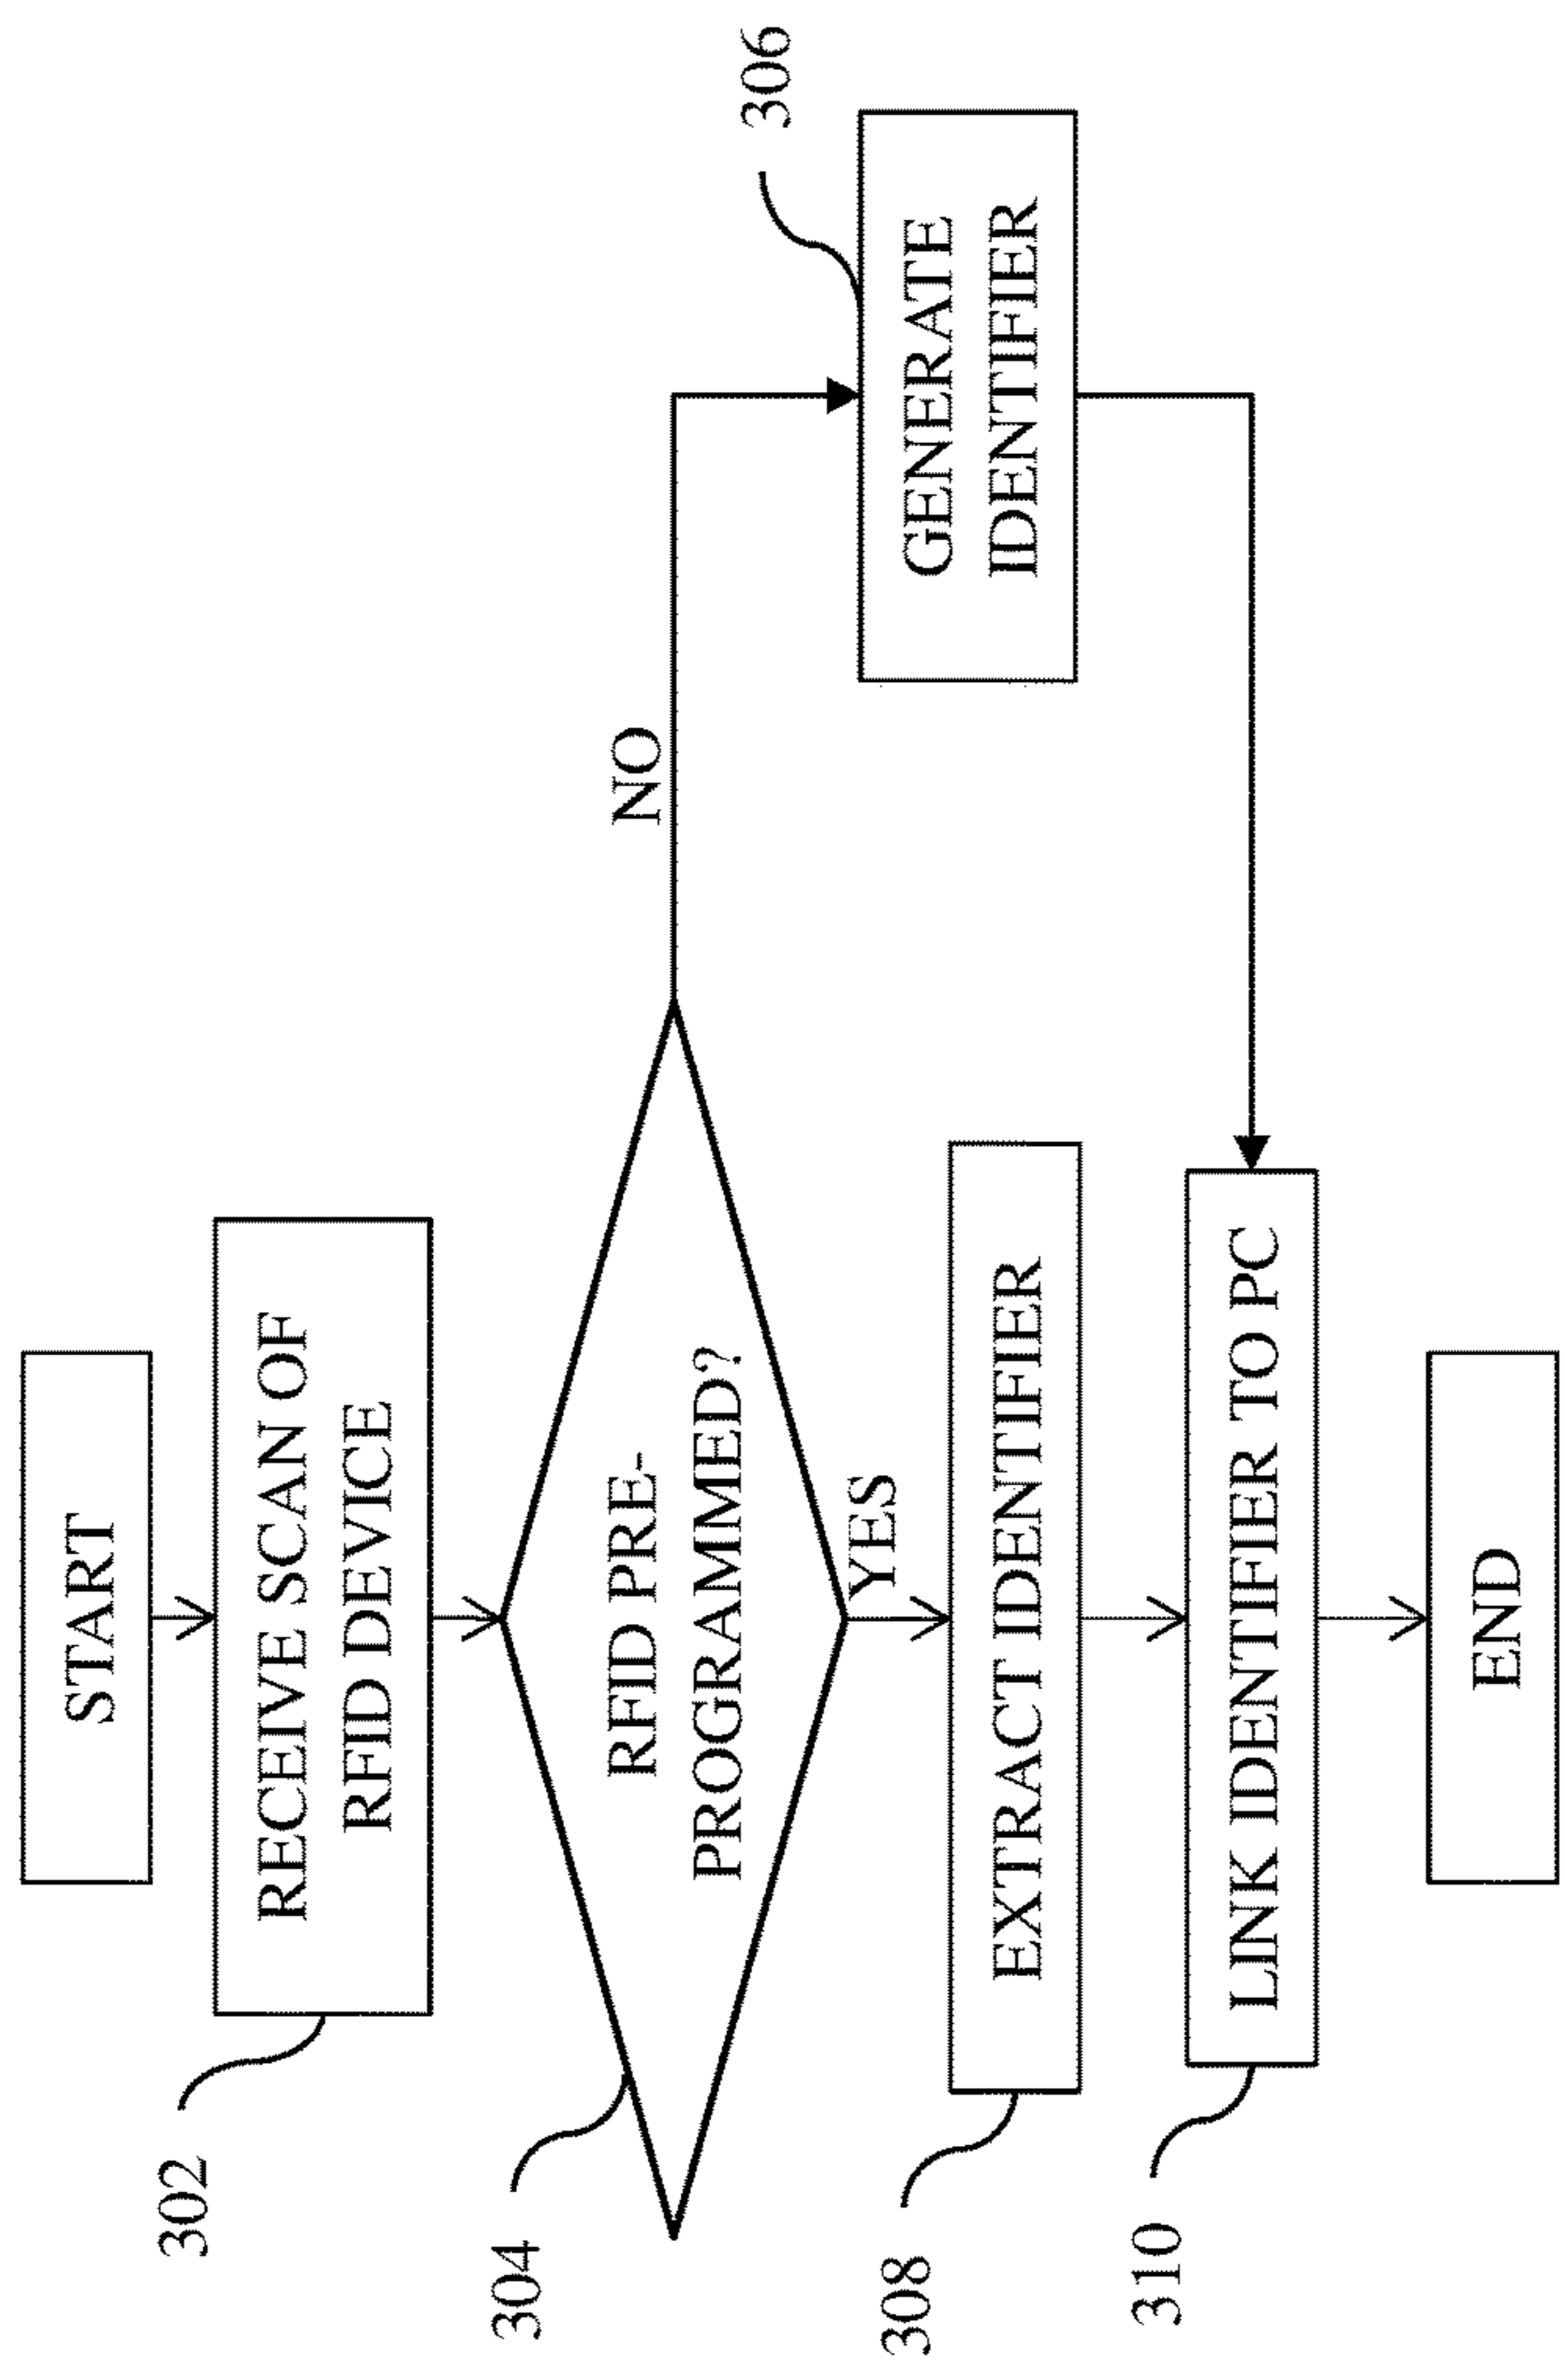 START
302
RECEIVE SCAN OF
RFID DEVICE
304
RFID PRE-
PROGRAMMED?
NO
306
GENERATE
IDENTIFIER
YES
308
EXTRACT IDENTIFIER
310
LINK IDENTIFIER TO PC
END